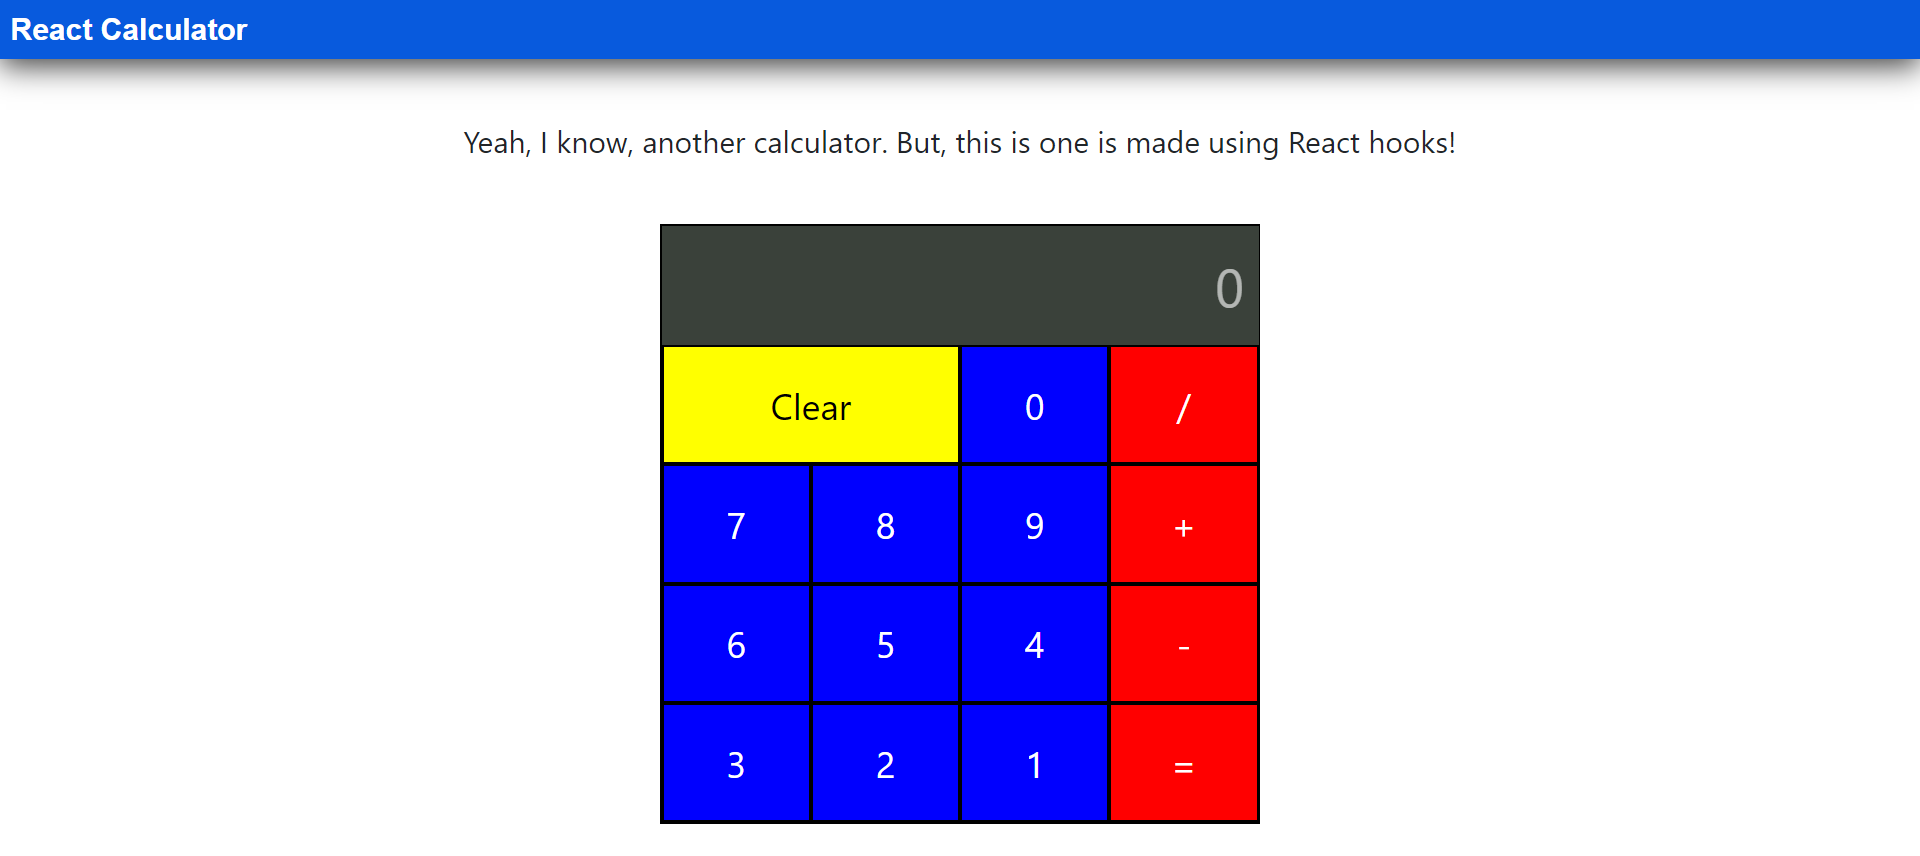 React Calculator
Yeah, I know, another calculator. But, this is one is made using React hooks!
0
Clear 0 /
7 8 9 +
6 5 4 -
3 2 1 =